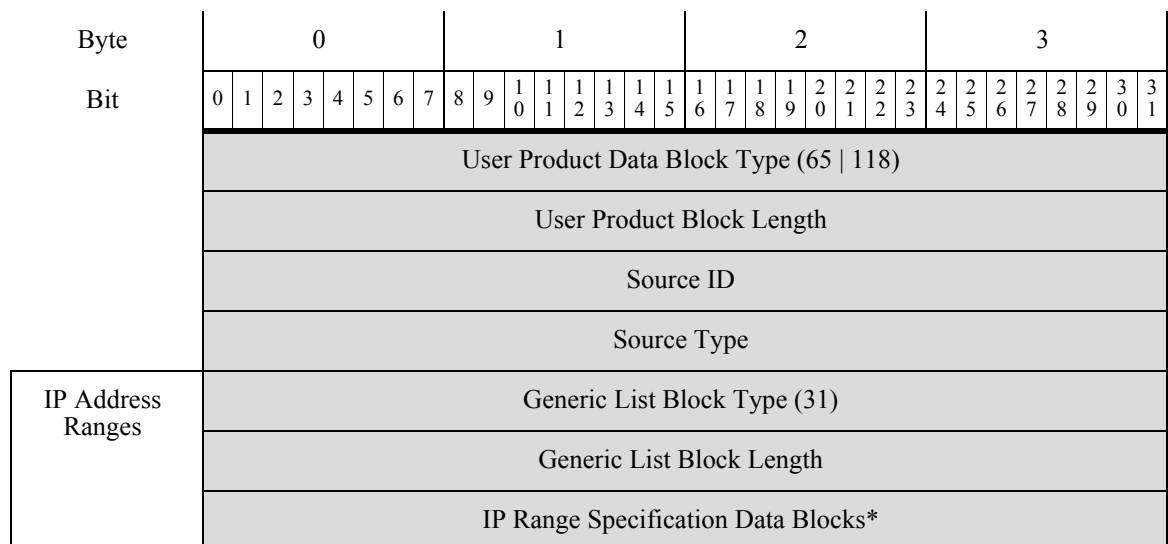 Byte 0 1 2 3
Bit 0 1 2 3 4 5 6 7 8 9 10 11 12 13 14 15 16 17 18 19 20 21 22 23 24 25 26 27 28 29 30 31
User Product Data Block Type (65 | 118)
User Product Block Length
Source ID
Source Type
IP Address
Ranges
Generic List Block Type (31)
Generic List Block Length
IP Range Specification Data Blocks*